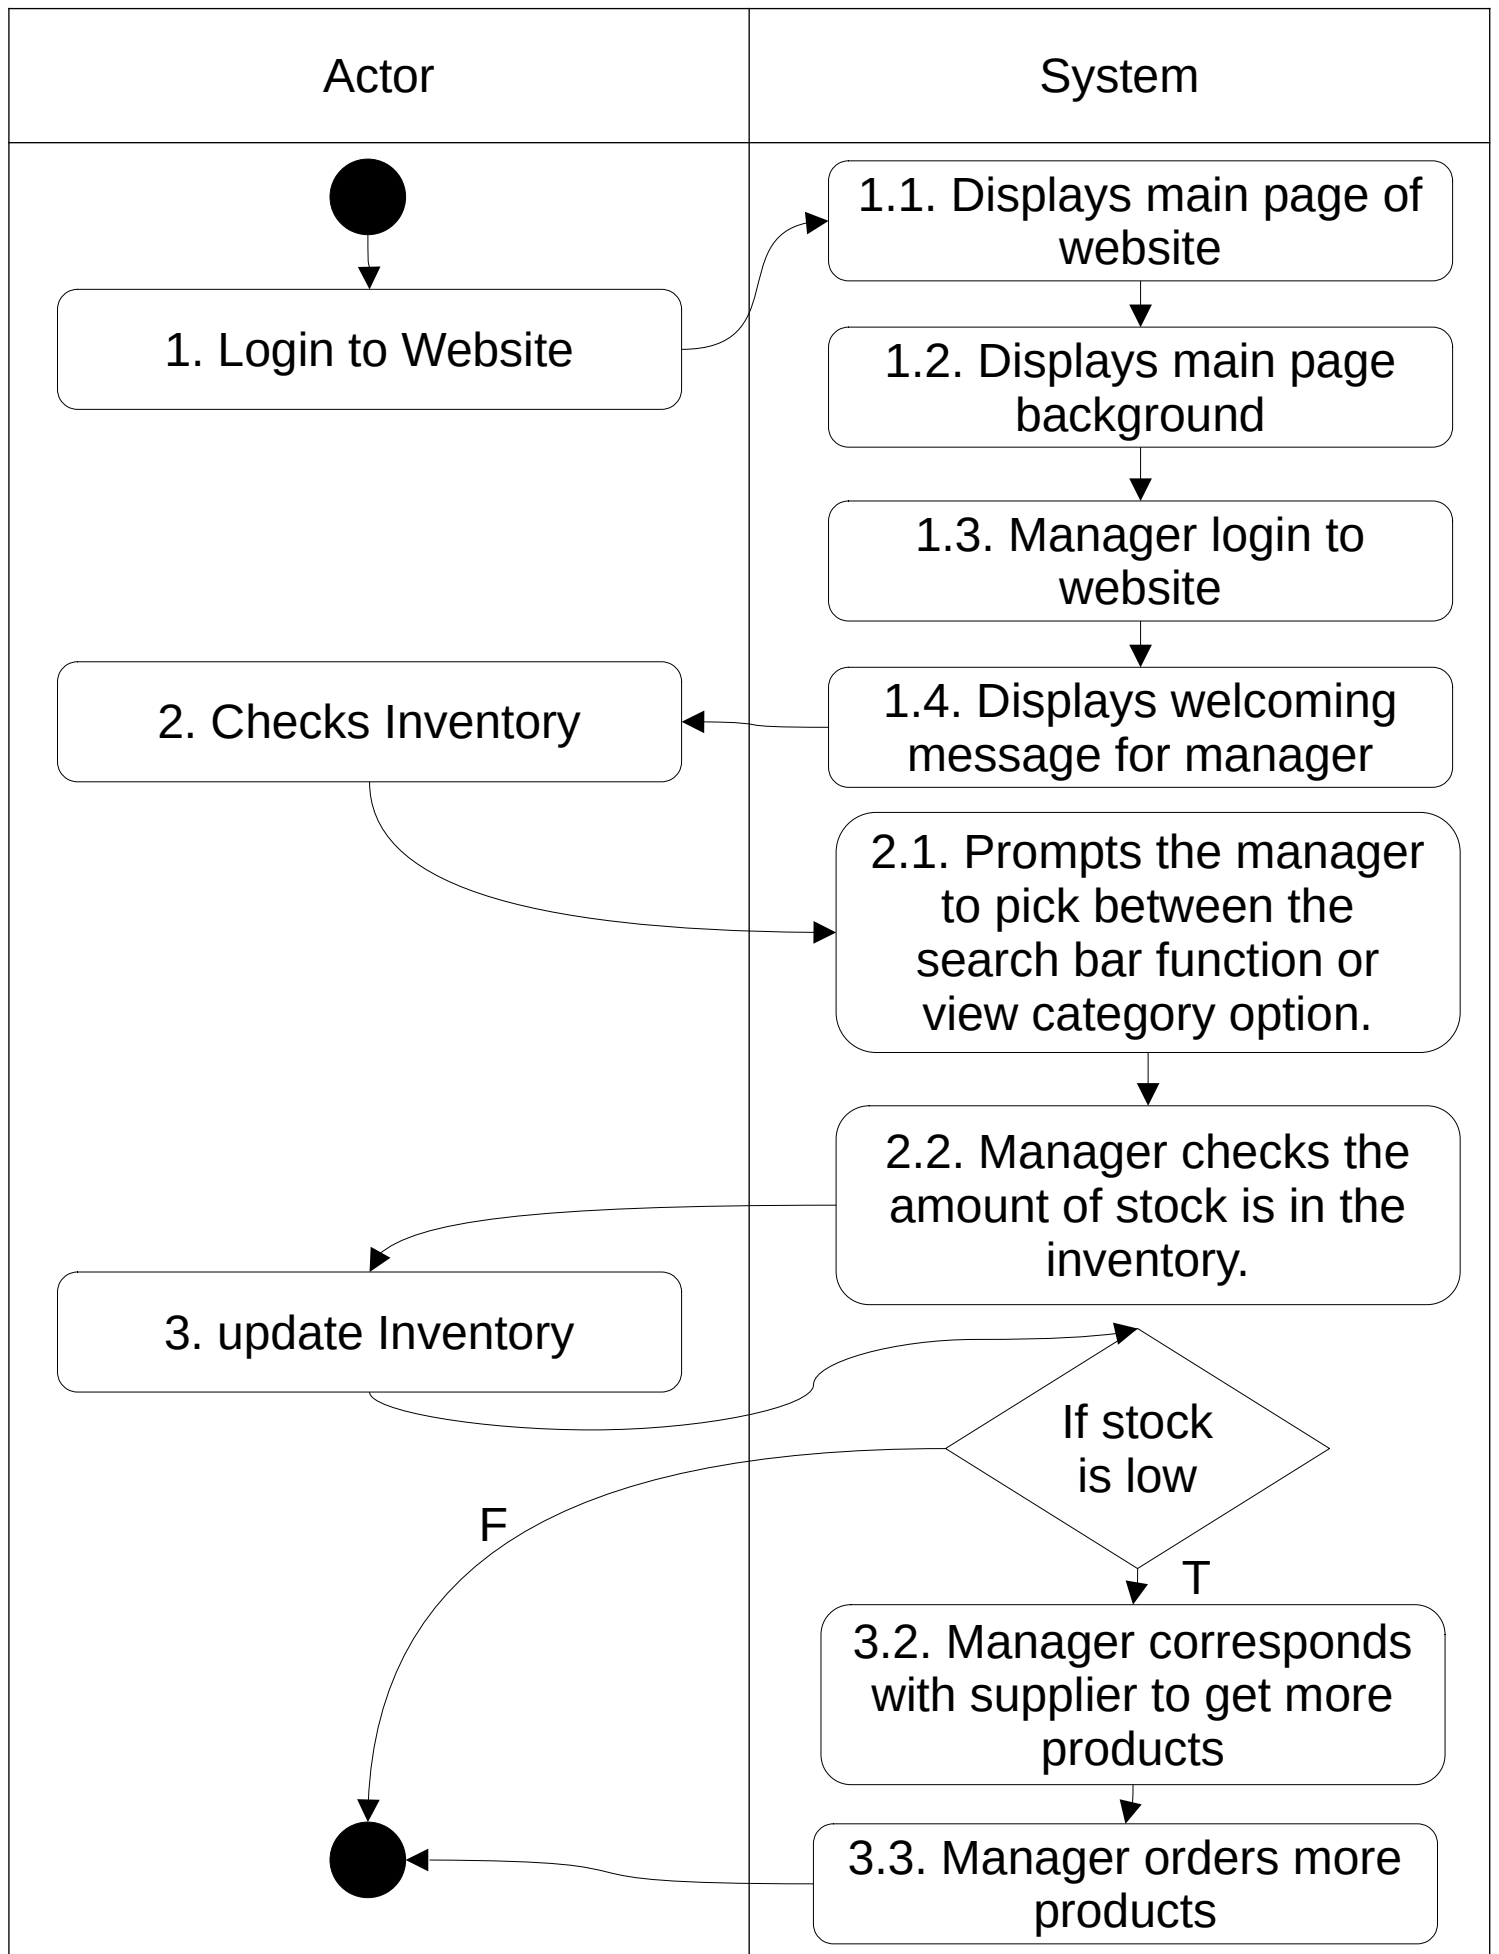 Actor
System
1.1. Displays main page of
website
1. Login to Website
1.2. Displays main page
background
1.3. Manager login to
website
2. Checks Inventory
1.4. Displays welcoming
message for manager
2.1. Prompts the manager
to pick between the
search bar function or
view category option.
2.2. Manager checks the
amount of stock is in the
inventory.
3. update Inventory
If stock
is low
F
T
3.2. Manager corresponds
with supplier to get more
products
3.3. Manager orders more
products